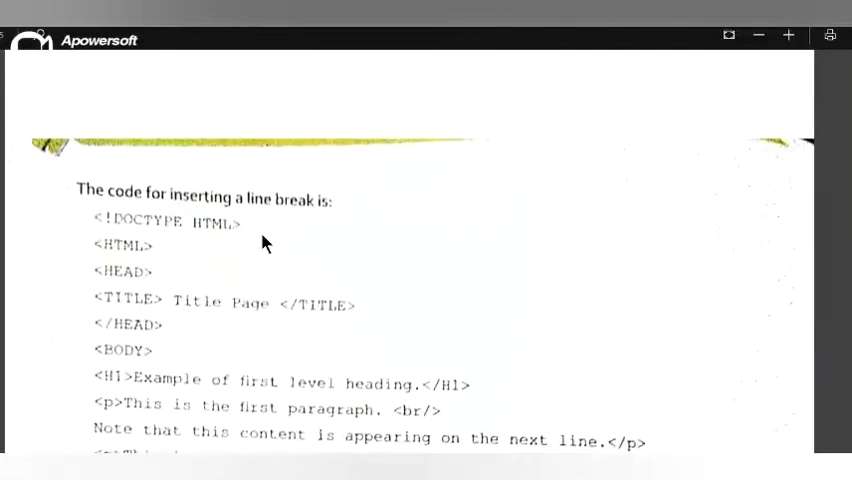 Apowersoft
The code for inserting a line break is:
<!DOCTYPE HTML>
<HTML>
<HEAD>
<TITLE> Title Page </TITLE>
</HEAD>
<BODY>
<H1>Example of first level heading.</H1>
<p>This is the first paragraph. <br/>
Note that this content is appearing on the next line.</p>